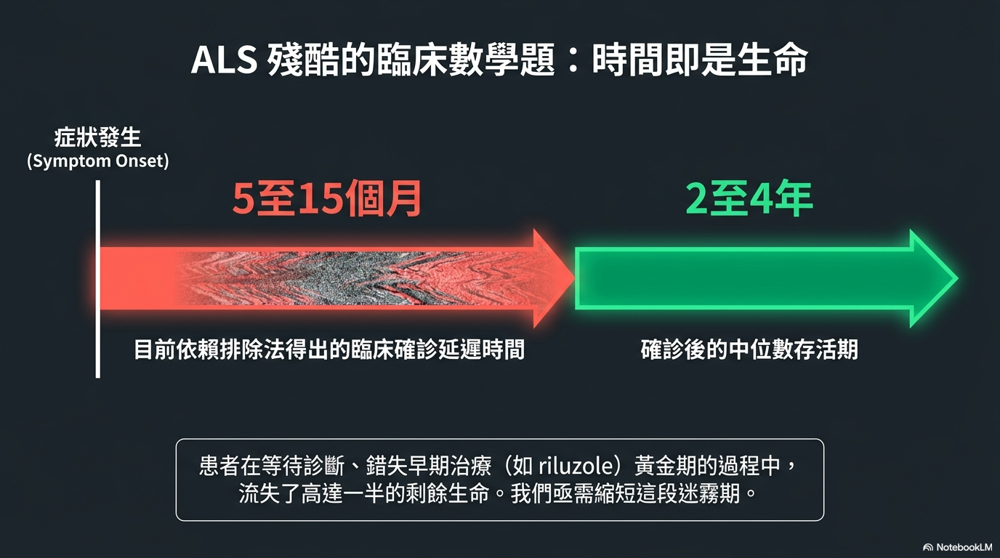 ALS 殘酷的臨床數學題：時間即是生命
症狀發生
(Symptom Onset)
5至15個月
2至4年
目前依賴排除法得出的臨床確診延遲時間
確診後的中位數存活期
患者在等待診斷、錯失早期治療（如 riluzole）黃金期的過程中，
流失了高達一半的剩餘生命。我們亟需縮短這段迷霧期。
NotebookLM